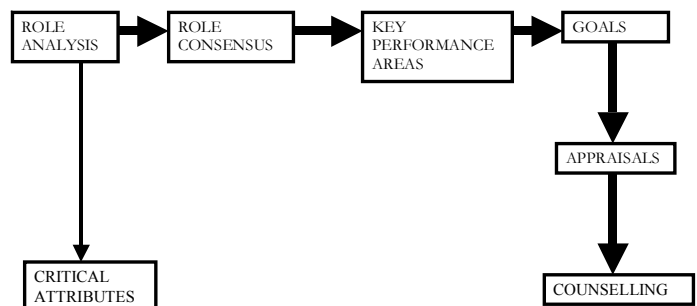 ROLE
ANALYSIS
ROLE
CONSENSUS
KEY
PERFORMANCE
AREAS
GOALS
APPRAISALS
CRITICAL
ATTRIBUTES
COUNSELLING